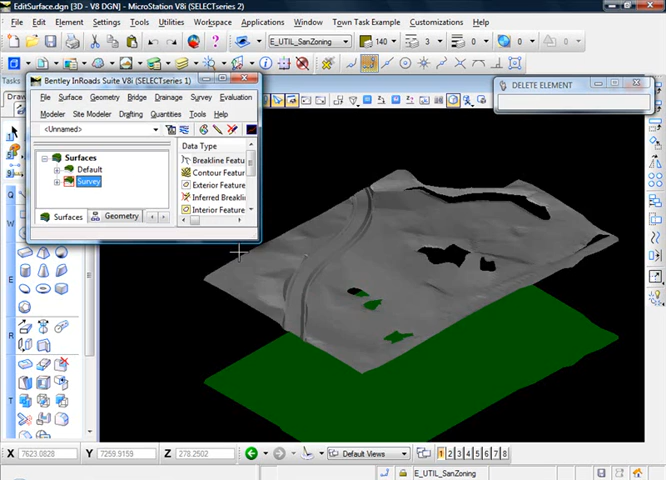 EditSurface.dgn [3D - V8 DGN] - MicroStation V8i (SELECTseries 2)
File Edit Element Settings Tools Utilities Workspace Applications Window Town Task Example Customizations Help
E_UTIL_SanZoning 140 3 0
Tasks
Bentley InRoads Suite V8i (SELECTseries 1)
DELETE ELEMENT
File Surface Geometry Bridge Drainage Survey Evaluation
Modeler Site Modeler Drafting Quantities Tools Help
<Unnamed>
Surfaces
Default
Survey
Data Type
Breakline Featu
Contour Feature
Exterior Feature
Inferred Breakli
Interior Feature
Surfaces Geometry
Q
W
E
R
T
X 7623.0828 Y 7259.9159 Z 278.2502 Default Views 1 2 3 4 5 6 7 8
E_UTIL_SanZoning